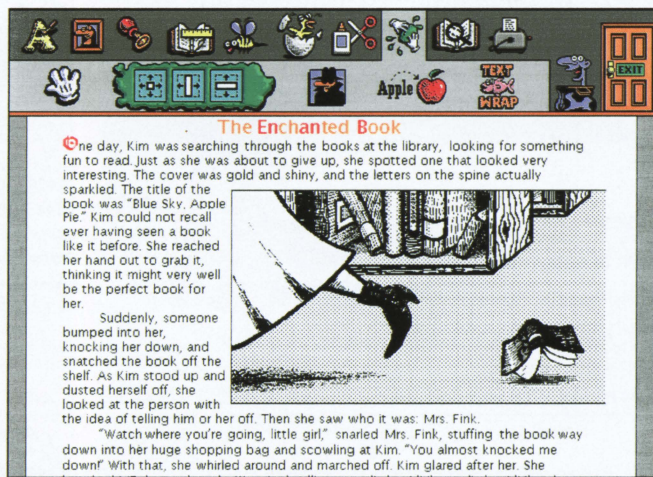 Apple
TEXT
WRAP
EXIT
The Enchanted Book
One day, Kim was searching through the books at the library, looking for something
fun to read. Just as she was about to give up, she spotted one that looked very
interesting. The cover was gold and shiny, and the letters on the spine actually
sparkled. The title of the
book was "Blue Sky, Apple
Pie." Kim could not recall
ever having seen a book
like it before. She reached
her hand out to grab it,
thinking it might very well
be the perfect book for
her.
Suddenly, someone
bumped into her,
knocking her down, and
snatched the book off the
shelf. As Kim stood up and
dusted herself off, she
looked at the person with
the idea of telling him or her off. Then she saw who it was: Mrs. Fink.
"Watch where you're going, little girl," snarled Mrs. Fink, stuffing the book way
down into her huge shopping bag and scowling at Kim. "You almost knocked me
down!" With that, she whirled around and marched off. Kim glared after her. She